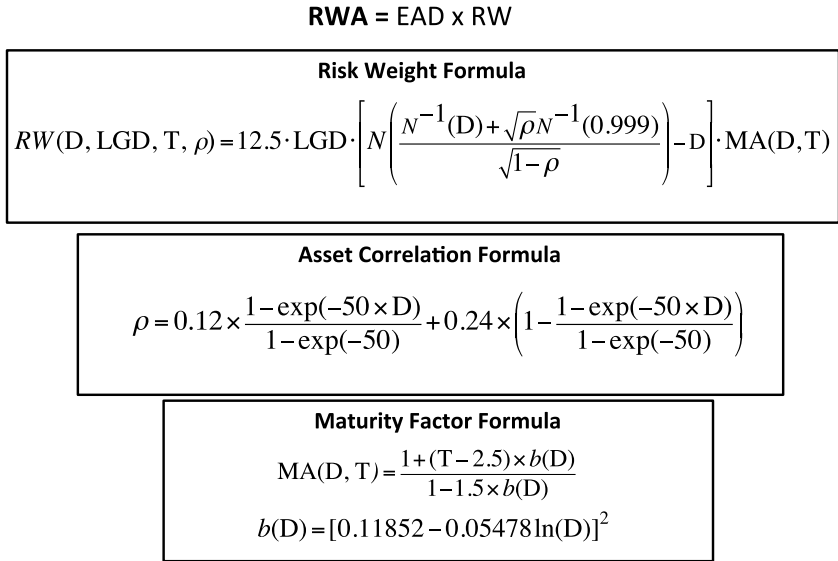 RWA = EAD x RW
Risk Weight Formula
RW(D, LGD, T, ρ) = 12.5·LGD·[N((N⁻¹(D)+√ρN⁻¹(0.999))/√(1−ρ))−D]·MA(D,T)
Asset Correlation Formula
ρ = 0.12×(1−exp(−50×D))/(1−exp(−50))+0.24×(1−(1−exp(−50×D))/(1−exp(−50)))
Maturity Factor Formula
MA(D, T) = (1+(T−2.5)×b(D))/(1−1.5×b(D))
b(D) = [0.11852−0.05478ln(D)]²